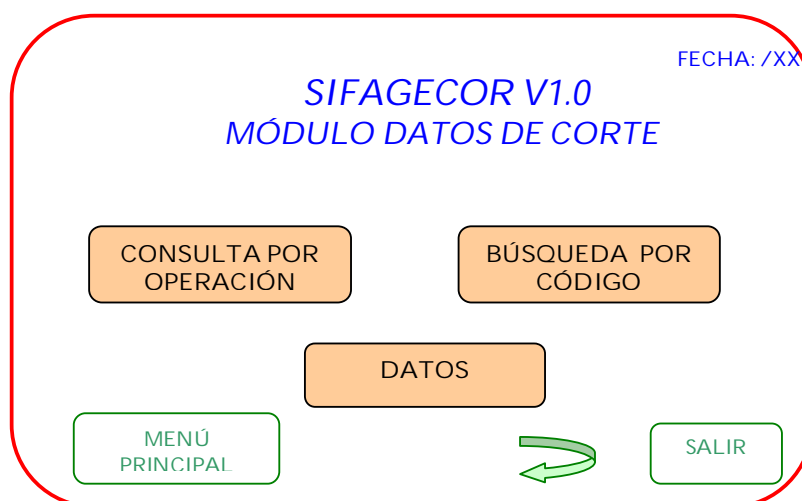 FECHA: /XX
SIFAGECOR V1.0
MÓDULO DATOS DE CORTE
CONSULTA POR
OPERACIÓN
BÚSQUEDA POR
CÓDIGO
DATOS
MENÚ
PRINCIPAL
SALIR